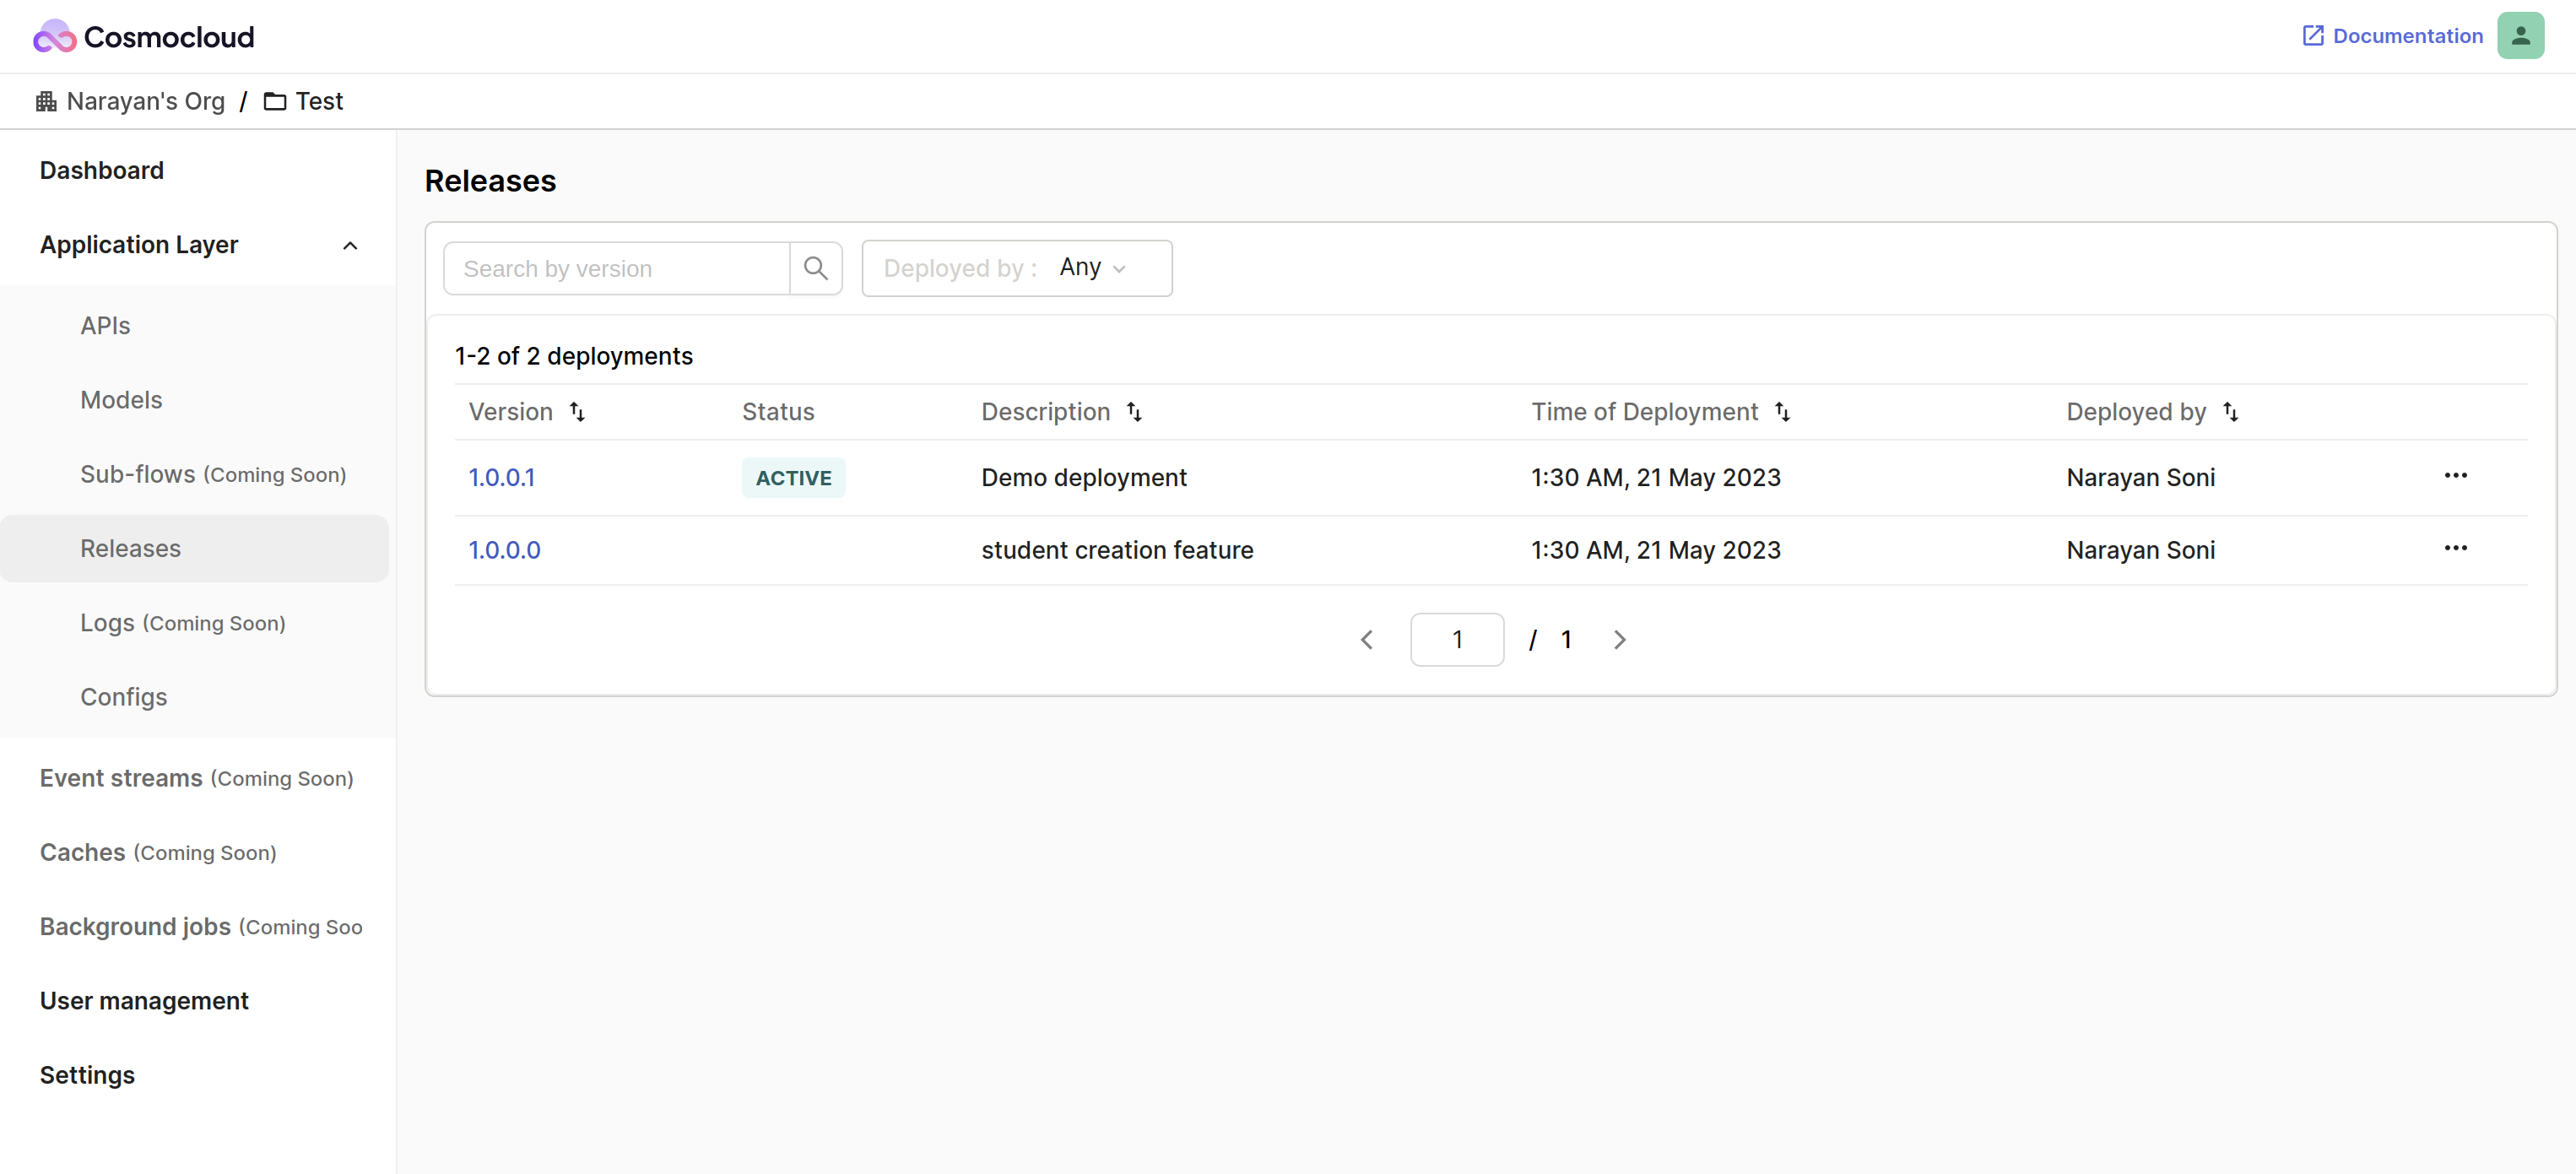 Cosmocloud
Documentation
Narayan's Org / Test
Dashboard
Application Layer
APIs
Models
Sub-flows (Coming Soon)
Releases
Logs (Coming Soon)
Configs
Event streams (Coming Soon)
Caches (Coming Soon)
Background jobs (Coming Soo
User management
Settings
Releases
Search by version
Deployed by : Any
1-2 of 2 deployments
Version Status Description Time of Deployment Deployed by
1.0.0.1 ACTIVE Demo deployment 1:30 AM, 21 May 2023 Narayan Soni ...
1.0.0.0 student creation feature 1:30 AM, 21 May 2023 Narayan Soni ...
1 / 1